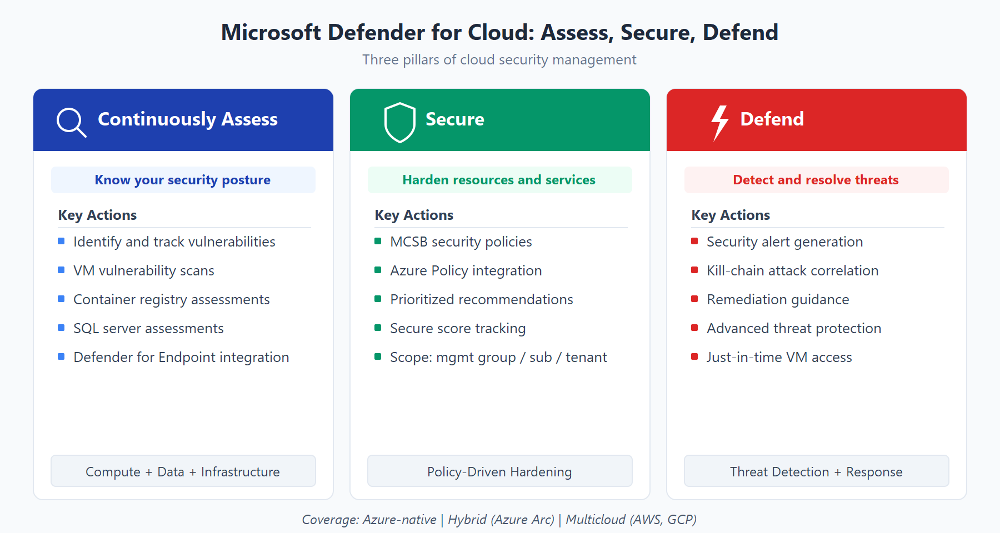 Microsoft Defender for Cloud: Assess, Secure, Defend
Three pillars of cloud security management
Continuously Assess
Know your security posture
Key Actions
Identify and track vulnerabilities
VM vulnerability scans
Container registry assessments
SQL server assessments
Defender for Endpoint integration
Compute + Data + Infrastructure
Secure
Harden resources and services
Key Actions
MCSB security policies
Azure Policy integration
Prioritized recommendations
Secure score tracking
Scope: mgmt group / sub / tenant
Policy-Driven Hardening
Defend
Detect and resolve threats
Key Actions
Security alert generation
Kill-chain attack correlation
Remediation guidance
Advanced threat protection
Just-in-time VM access
Threat Detection + Response
Coverage: Azure-native | Hybrid (Azure Arc) | Multicloud (AWS, GCP)